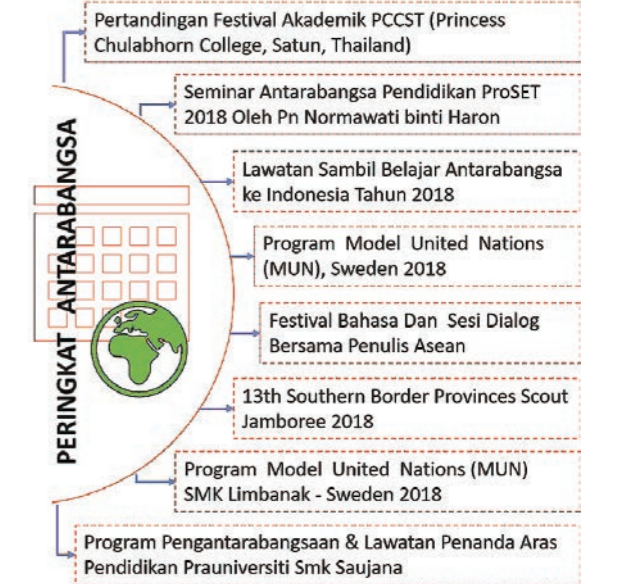 PERINGKAT ANTARABANGSA
Pertandingan Festival Akademik PCCST (Princess
Chulabhorn College, Satun, Thailand)
Seminar Antarabangsa Pendidikan ProSET
2018 Oleh Pn Normawati binti Haron
Lawatan Sambil Belajar Antarabangsa
ke Indonesia Tahun 2018
Program Model United Nations
(MUN), Sweden 2018
Festival Bahasa Dan Sesi Dialog
Bersama Penulis Asean
13th Southern Border Provinces Scout
Jamboree 2018
Program Model United Nations (MUN)
SMK Limbanak - Sweden 2018
Program Pengantarabangsaan & Lawatan Penanda Aras
Pendidikan Prauniversiti Smk Saujana